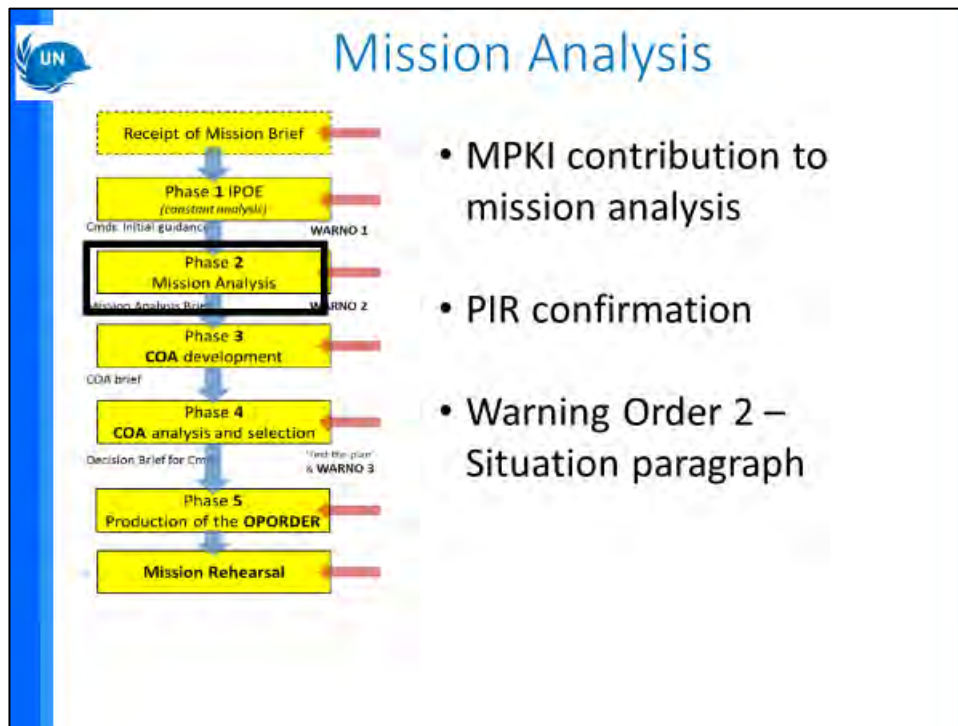 UN
Mission Analysis
Receipt of Mission Brief
Phase 1 IPOE
(constant analysis)
Cmds. Initial guidance
WARNO 1
Phase 2
Mission Analysis
Mission Analysis Brief
WARNO 2
Phase 3
COA development
COA brief
Phase 4
COA analysis and selection
Decision Brief for Cmd
'Test-the-plan'
& WARNO 3
Phase 5
Production of the OPORDER
Mission Rehearsal
• MPKI contribution to
mission analysis
• PIR confirmation
• Warning Order 2 –
Situation paragraph